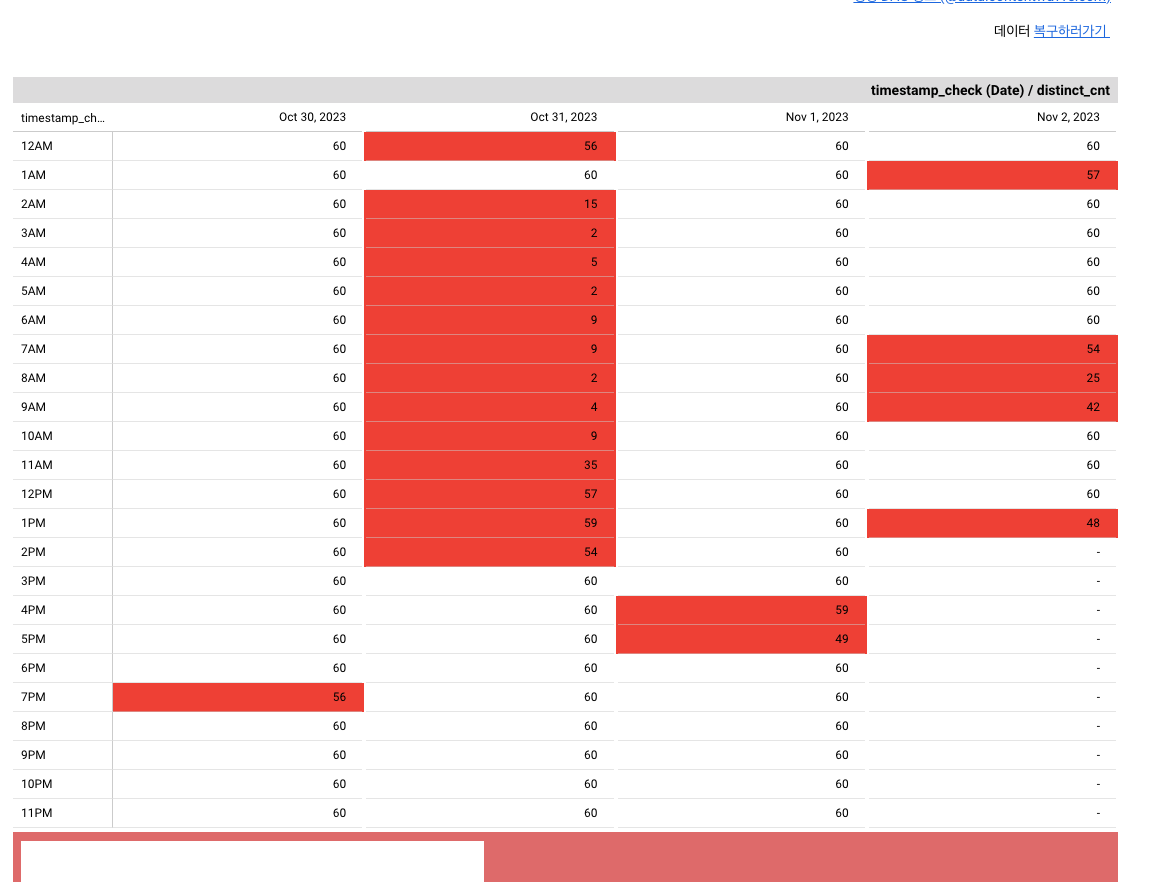 데이터 복구하러가기
timestamp_check (Date) / distinct_cnt
timestamp_ch… Oct 30, 2023 Oct 31, 2023 Nov 1, 2023 Nov 2, 2023
12AM 60 56 60 60
1AM 60 60 60 57
2AM 60 15 60 60
3AM 60 2 60 60
4AM 60 5 60 60
5AM 60 2 60 60
6AM 60 9 60 60
7AM 60 9 60 54
8AM 60 2 60 25
9AM 60 4 60 42
10AM 60 9 60 60
11AM 60 35 60 60
12PM 60 57 60 60
1PM 60 59 60 48
2PM 60 54 60 -
3PM 60 60 60 -
4PM 60 60 59 -
5PM 60 60 49 -
6PM 60 60 60 -
7PM 56 60 60 -
8PM 60 60 60 -
9PM 60 60 60 -
10PM 60 60 60 -
11PM 60 60 60 -